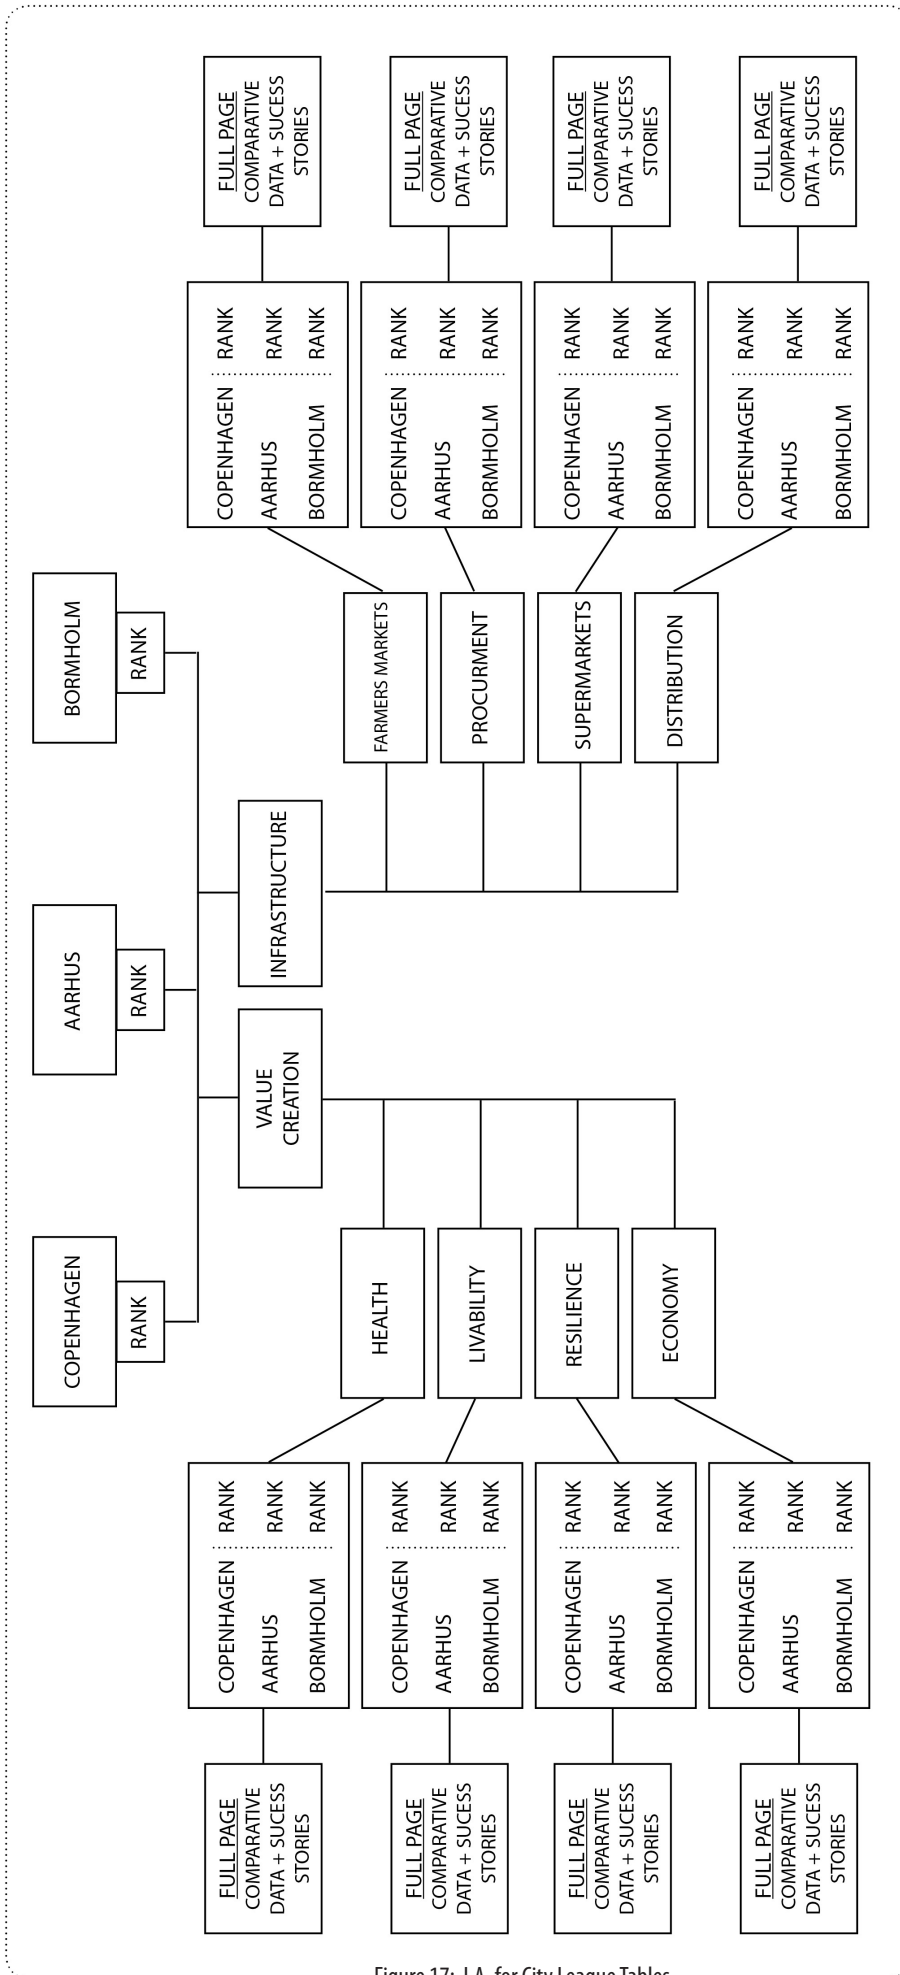 COPENHAGEN
RANK
AARHUS
RANK
BORMHOLM
RANK
VALUE
CREATION
INFRASTRUCTURE
HEALTH
COPENHAGEN RANK
AARHUS RANK
BORMHOLM RANK
FULL PAGE
COMPARATIVE
DATA + SUCESS
STORIES
LIVABILITY
COPENHAGEN RANK
AARHUS RANK
BORMHOLM RANK
FULL PAGE
COMPARATIVE
DATA + SUCESS
STORIES
RESILIENCE
COPENHAGEN RANK
AARHUS RANK
BORMHOLM RANK
FULL PAGE
COMPARATIVE
DATA + SUCESS
STORIES
ECONOMY
COPENHAGEN RANK
AARHUS RANK
BORMHOLM RANK
FULL PAGE
COMPARATIVE
DATA + SUCESS
STORIES
FARMERS MARKETS
COPENHAGEN RANK
AARHUS RANK
BORMHOLM RANK
FULL PAGE
COMPARATIVE
DATA + SUCESS
STORIES
PROCURMENT
COPENHAGEN RANK
AARHUS RANK
BORMHOLM RANK
FULL PAGE
COMPARATIVE
DATA + SUCESS
STORIES
SUPERMARKETS
COPENHAGEN RANK
AARHUS RANK
BORMHOLM RANK
FULL PAGE
COMPARATIVE
DATA + SUCESS
STORIES
DISTRIBUTION
COPENHAGEN RANK
AARHUS RANK
BORMHOLM RANK
FULL PAGE
COMPARATIVE
DATA + SUCESS
STORIES
Figure 17: I.A. for City League Tables